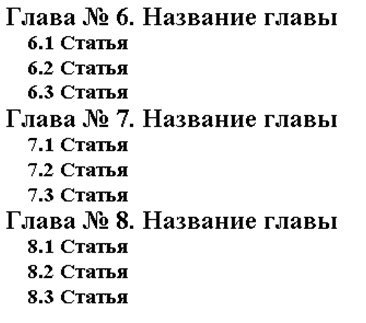 Глава № 6. Название главы
6.1 Статья
6.2 Статья
6.3 Статья
Глава № 7. Название главы
7.1 Статья
7.2 Статья
7.3 Статья
Глава № 8. Название главы
8.1 Статья
8.2 Статья
8.3 Статья